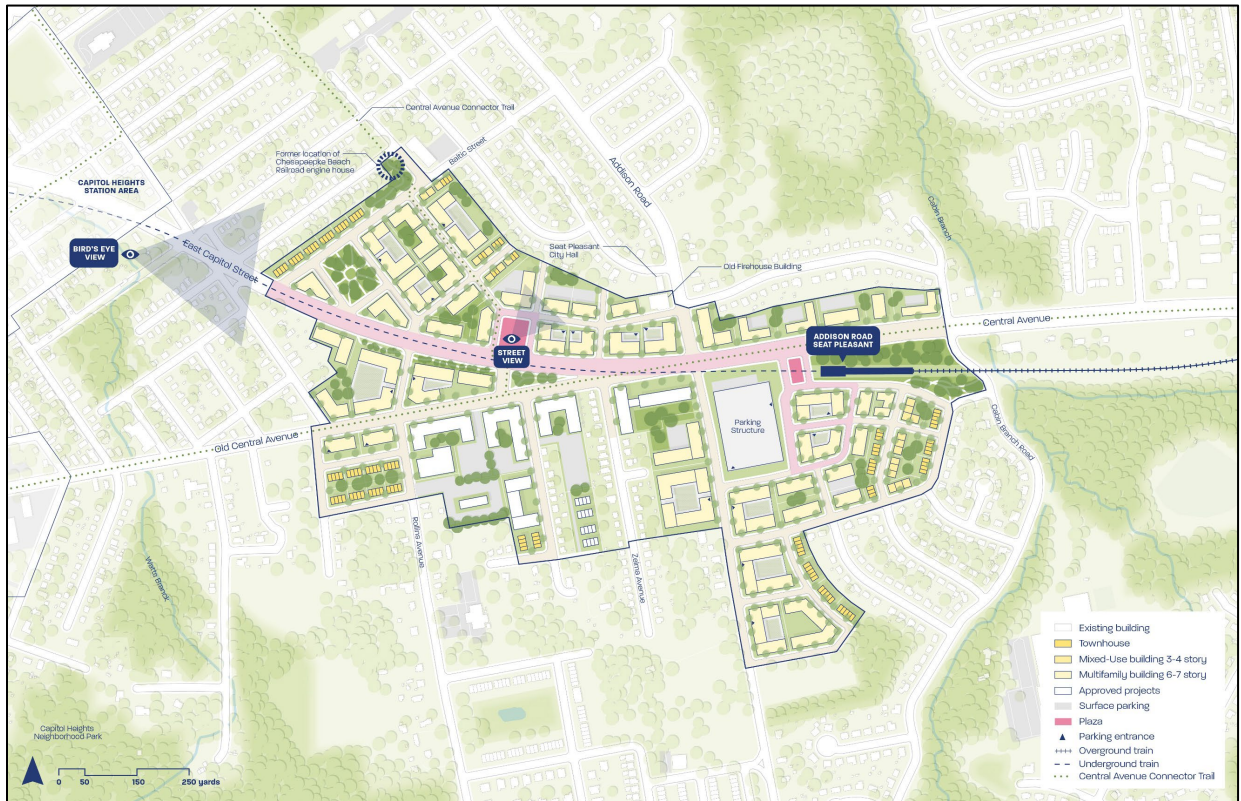 Central Avenue Connector Trail
Baltic Street
Former location of
Chesapaepke Beach
Railroad engine house
Addison Road
CAPITOL HEIGHTS
STATION AREA
Cabin Branch
BIRD'S EYE
VIEW
East Capitol Street
Seat Pleasant
City Hall
Old Firehouse Building
Central Avenue
ADDISON ROAD
SEAT PLEASANT
STREET
VIEW
Parking
Structure
Old Central Avenue
Cabin Branch Road
Rollins Avenue
Zelma Avenue
Watts Branch
Capitol Heights
Neighborhood Park
0 50 150 250 yards
Existing building
Townhouse
Mixed-Use building 3-4 story
Multifamily building 6-7 story
Approved projects
Surface parking
Plaza
Parking entrance
Overground train
Underground train
Central Avenue Connector Trail